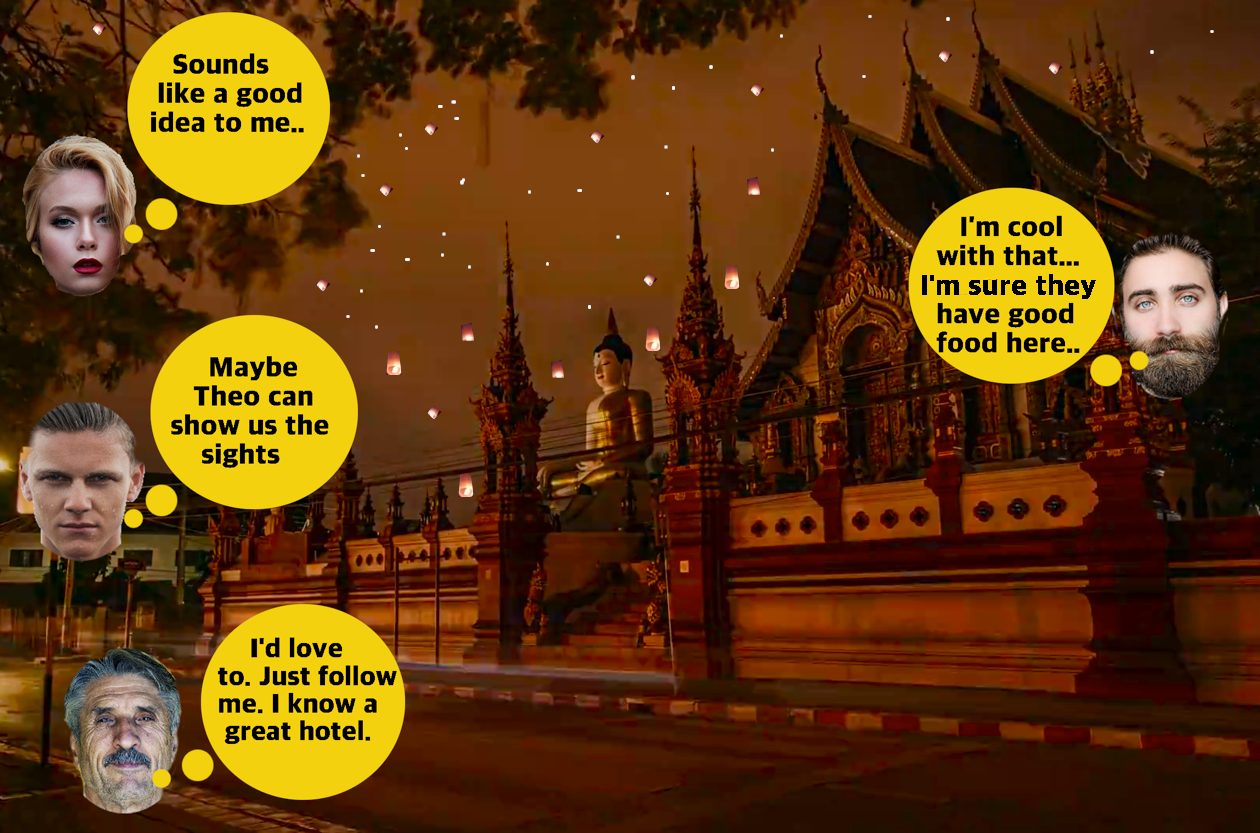 Sounds
like a good
idea to me..
I'm cool
with that...
I'm sure they
have good
food here..
Maybe
Theo can
show us the
sights
I'd love
to. Just follow
me. I know a
great hotel.